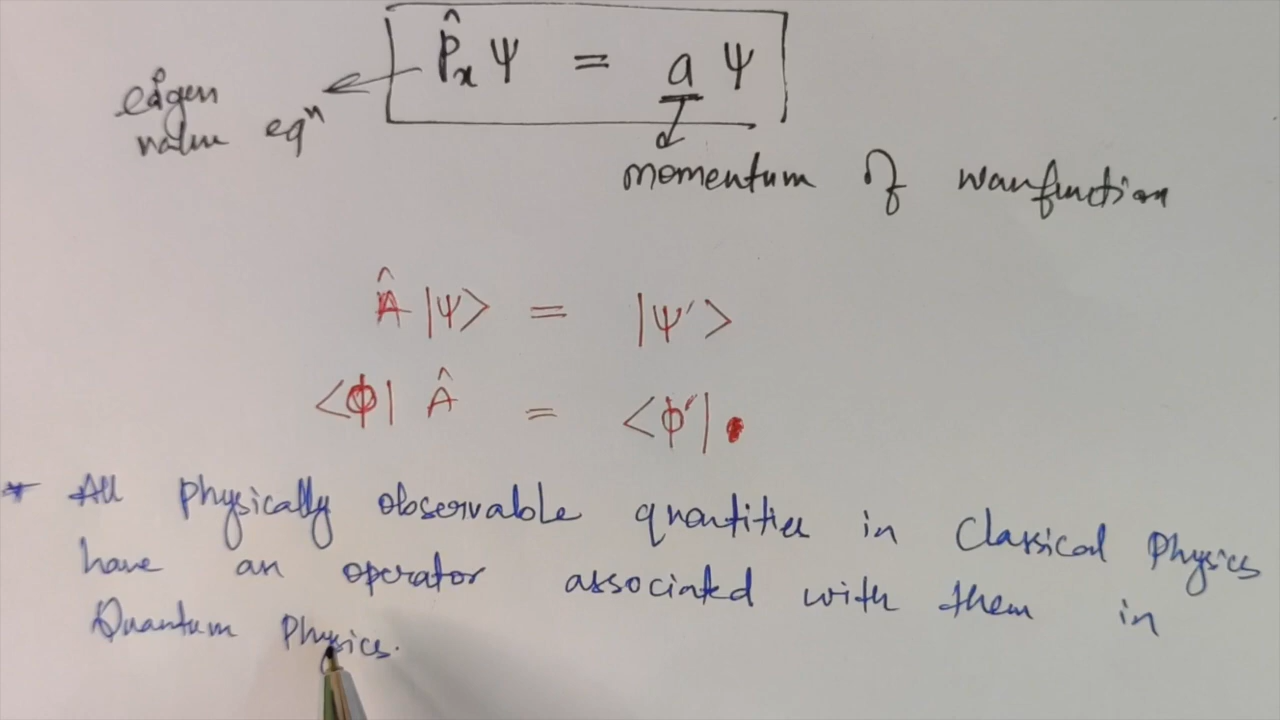 P̂ₓ Ψ = a Ψ
eigen
value eqⁿ
momentum of wavefunction
Â |Ψ> = |Ψ'>
<ϕ| Â = <ϕ'|
* All physically observable quantities in Classical Physics
have an operator associated with them in
Quantum Physics.